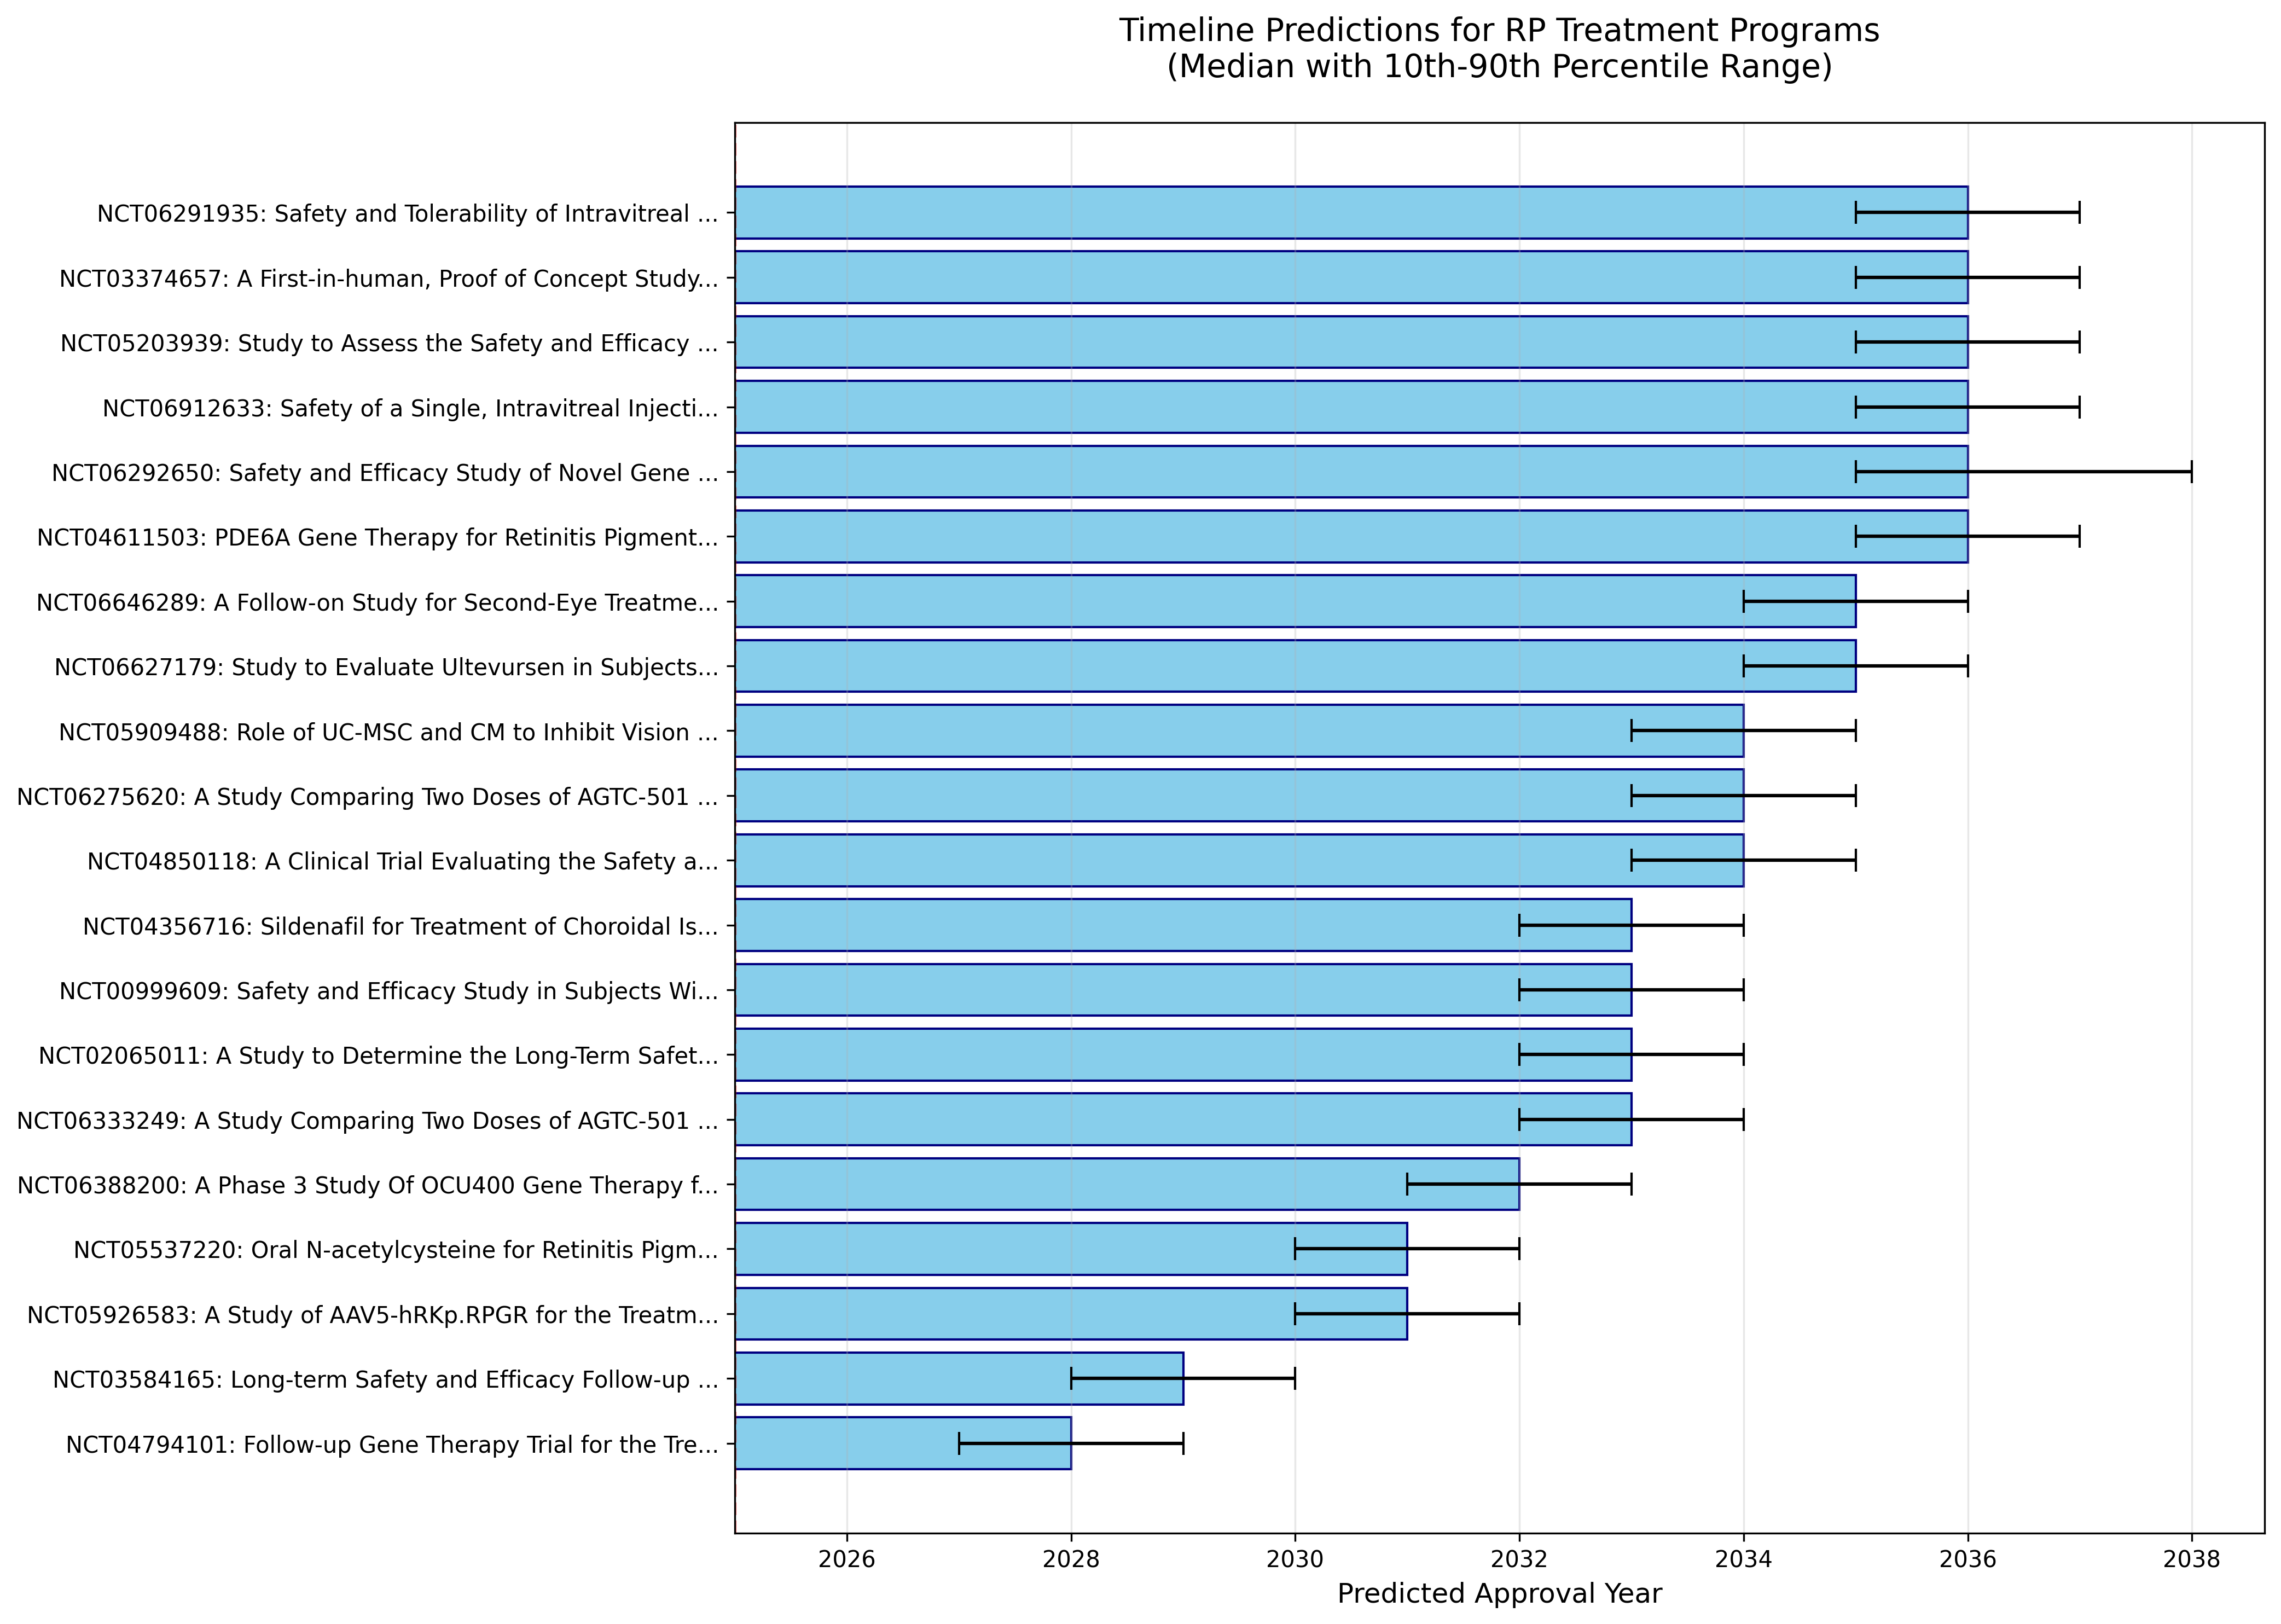 Timeline Predictions for RP Treatment Programs
(Median with 10th-90th Percentile Range)
NCT06291935: Safety and Tolerability of Intravitreal ...
NCT03374657: A First-in-human, Proof of Concept Study...
NCT05203939: Study to Assess the Safety and Efficacy ...
NCT06912633: Safety of a Single, Intravitreal Injecti...
NCT06292650: Safety and Efficacy Study of Novel Gene ...
NCT04611503: PDE6A Gene Therapy for Retinitis Pigment...
NCT06646289: A Follow-on Study for Second-Eye Treatme...
NCT06627179: Study to Evaluate Ultevursen in Subjects...
NCT05909488: Role of UC-MSC and CM to Inhibit Vision ...
NCT06275620: A Study Comparing Two Doses of AGTC-501 ...
NCT04850118: A Clinical Trial Evaluating the Safety a...
NCT04356716: Sildenafil for Treatment of Choroidal Is...
NCT00999609: Safety and Efficacy Study in Subjects Wi...
NCT02065011: A Study to Determine the Long-Term Safet...
NCT06333249: A Study Comparing Two Doses of AGTC-501 ...
NCT06388200: A Phase 3 Study Of OCU400 Gene Therapy f...
NCT05537220: Oral N-acetylcysteine for Retinitis Pigm...
NCT05926583: A Study of AAV5-hRKp.RPGR for the Treatm...
NCT03584165: Long-term Safety and Efficacy Follow-up ...
NCT04794101: Follow-up Gene Therapy Trial for the Tre...
2026 2028 2030 2032 2034 2036 2038
Predicted Approval Year